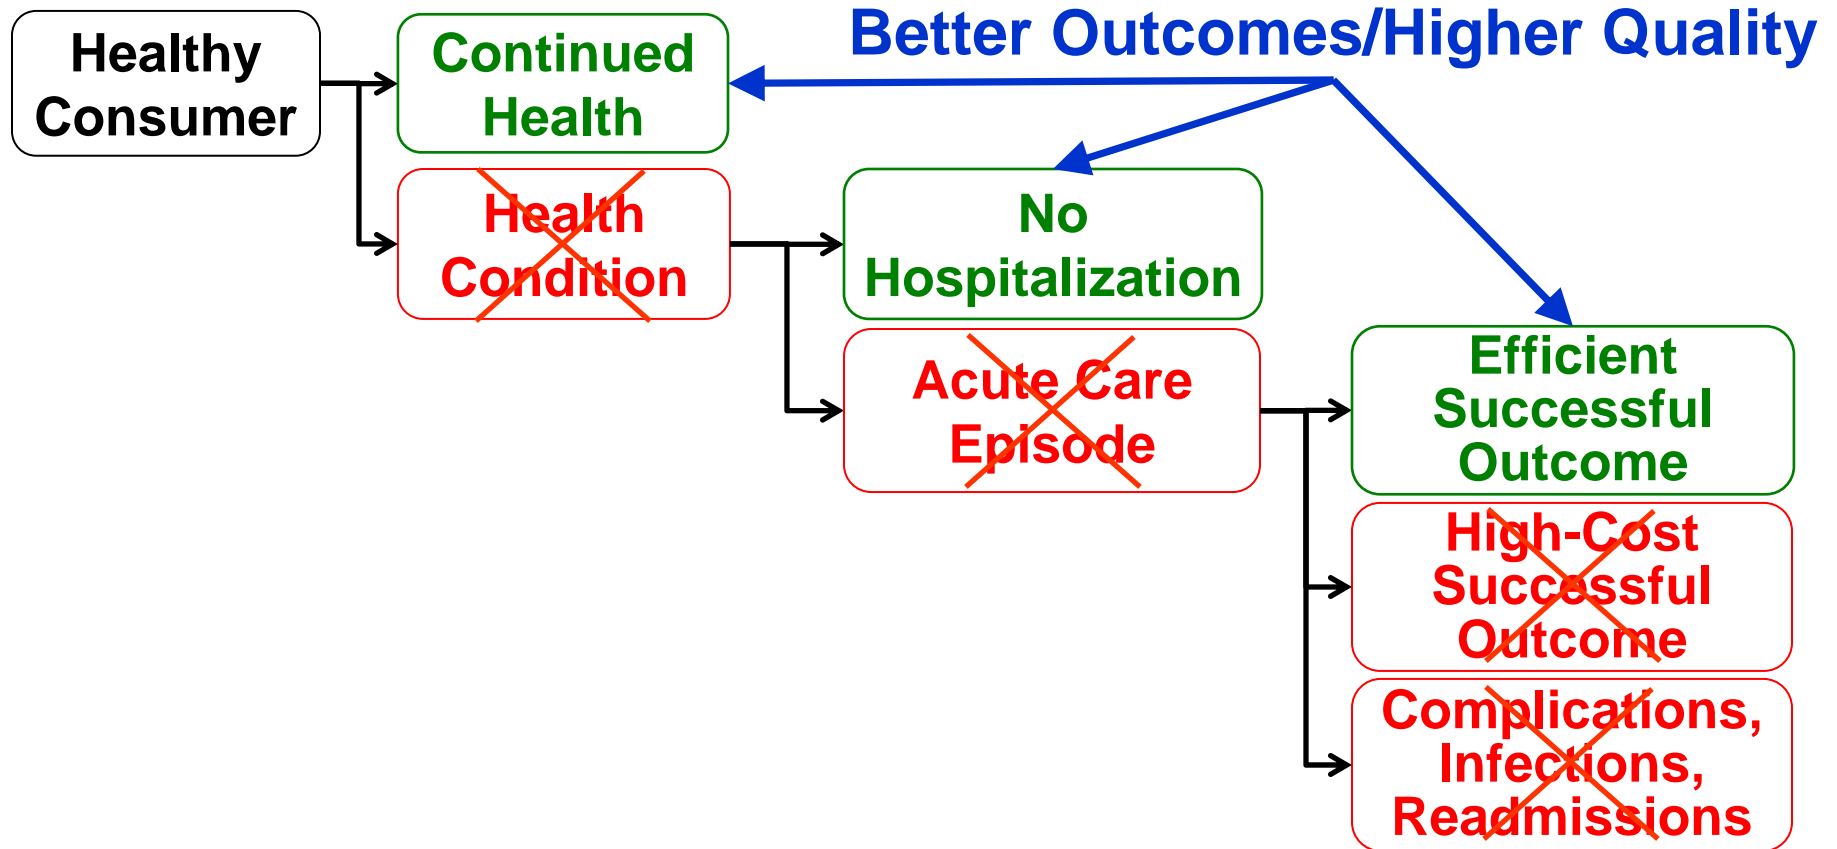 Healthy
Consumer
Continued
Health
Better Outcomes/Higher Quality
Health
Condition
No
Hospitalization
Acute Care
Episode
Efficient
Successful
Outcome
High-Cost
Successful
Outcome
Complications,
Infections,
Readmissions